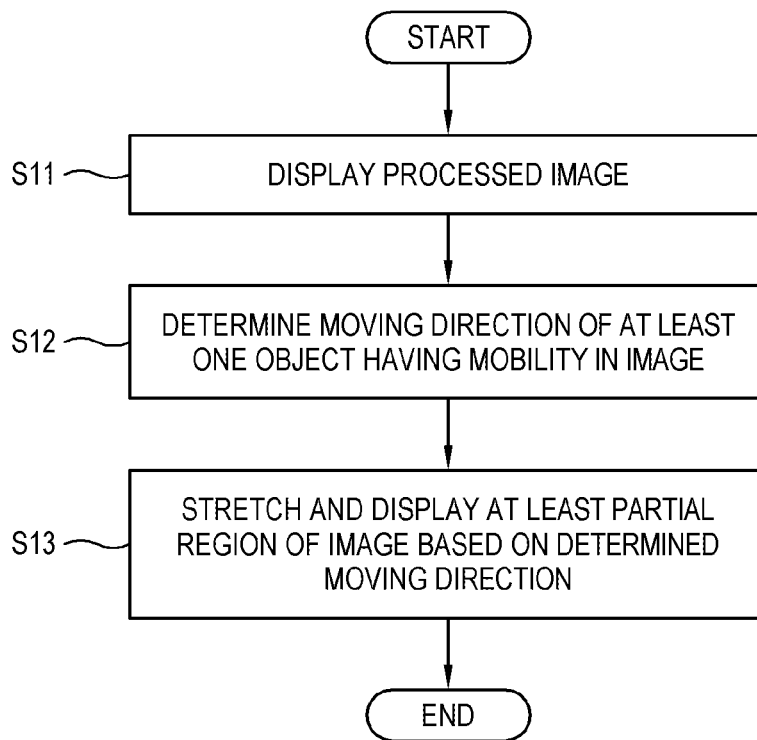 START
S11
DISPLAY PROCESSED IMAGE
S12
DETERMINE MOVING DIRECTION OF AT LEAST
ONE OBJECT HAVING MOBILITY IN IMAGE
S13
STRETCH AND DISPLAY AT LEAST PARTIAL
REGION OF IMAGE BASED ON DETERMINED
MOVING DIRECTION
END